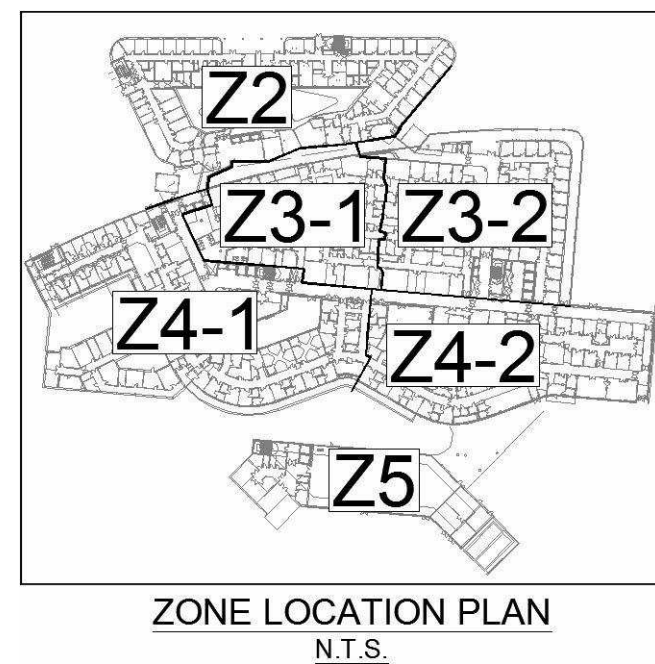 Z2
Z3-1
Z3-2
Z4-1
Z4-2
Z5
ZONE LOCATION PLAN
N.T.S.